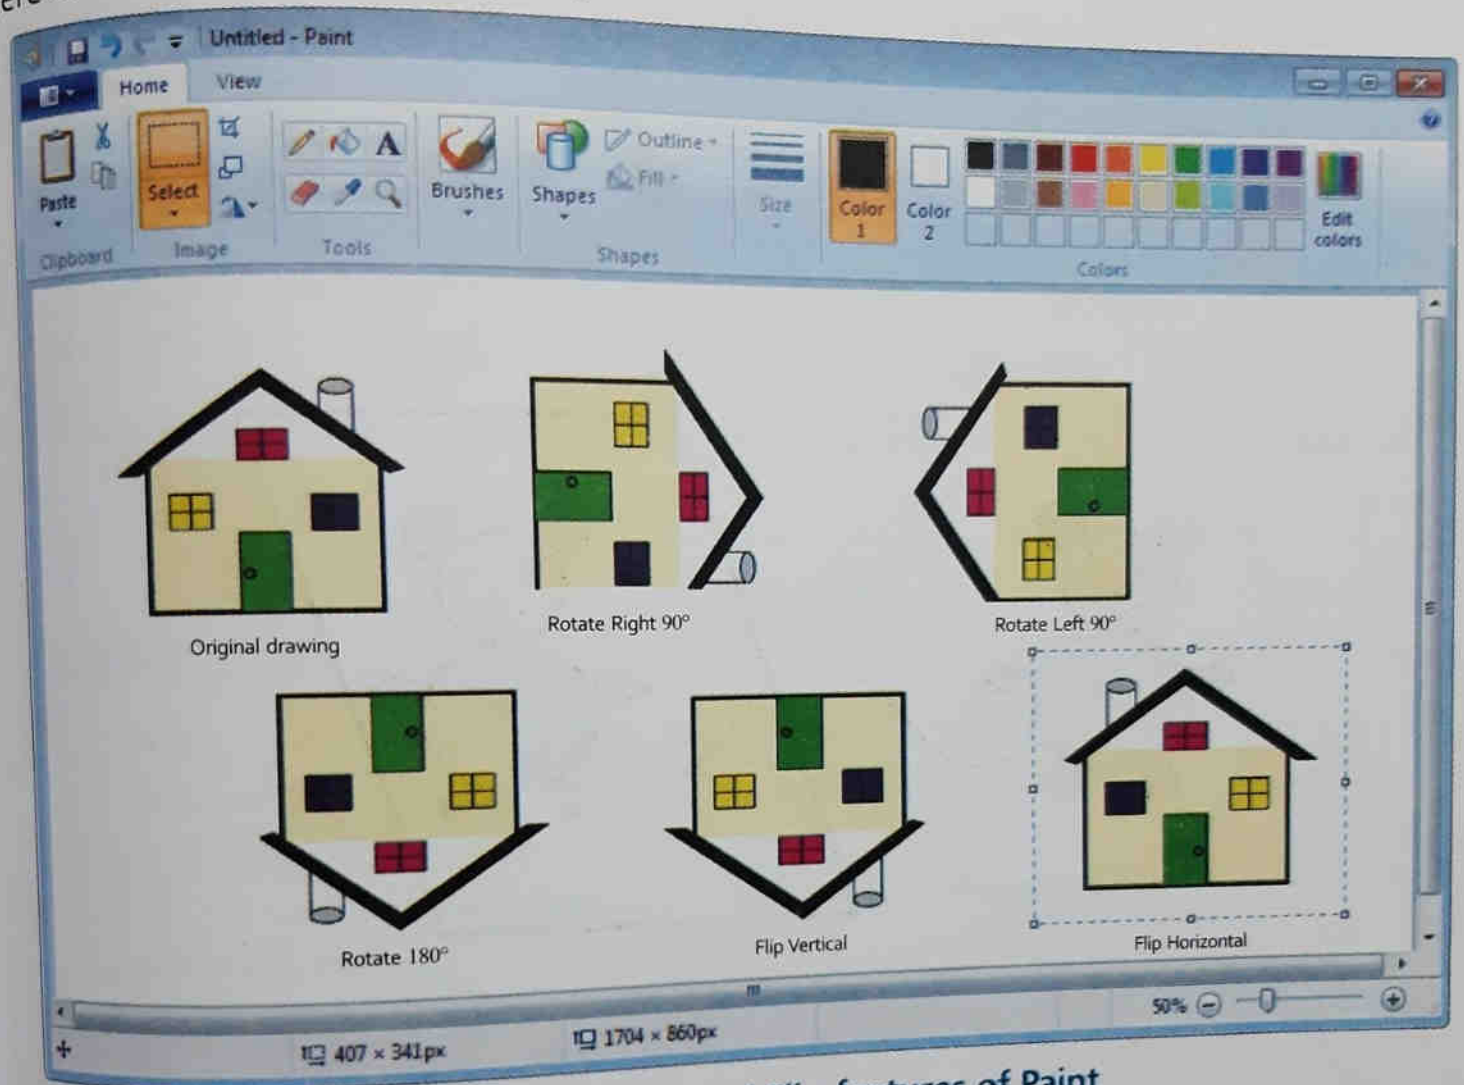 Untitled - Paint
Home View
Paste
Clipboard
Select
Image
A
Tools
Brushes
Shapes
Outline
Fill
Shapes
Size
Color 1
Color 2
Edit colors
Colors
Original drawing
Rotate Right 90°
Rotate Left 90°
Rotate 180°
Flip Vertical
Flip Horizontal
50%
407 × 341px
1704 × 860px
features of Paint